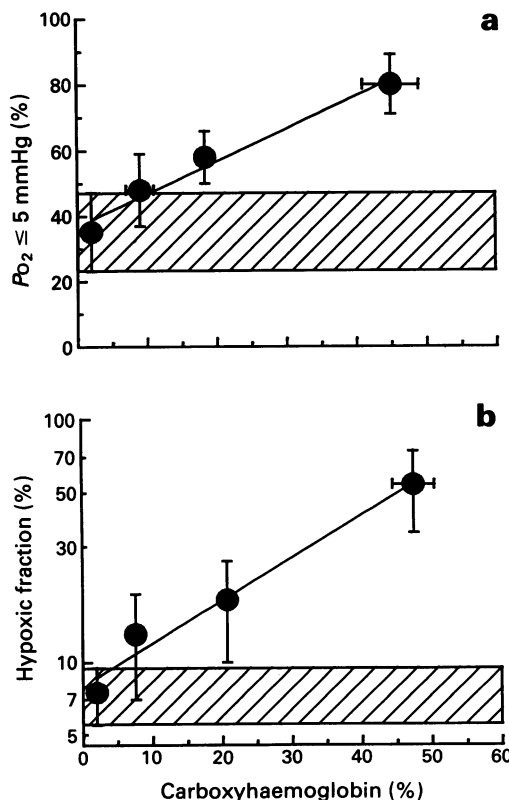 a
100
80
60
40
20
0
Po₂ ≤ 5 mmHg (%)
b
100
70
50
30
10
7
5
Hypoxic fraction (%)
0 10 20 30 40 50 60
Carboxyhaemoglobin (%)